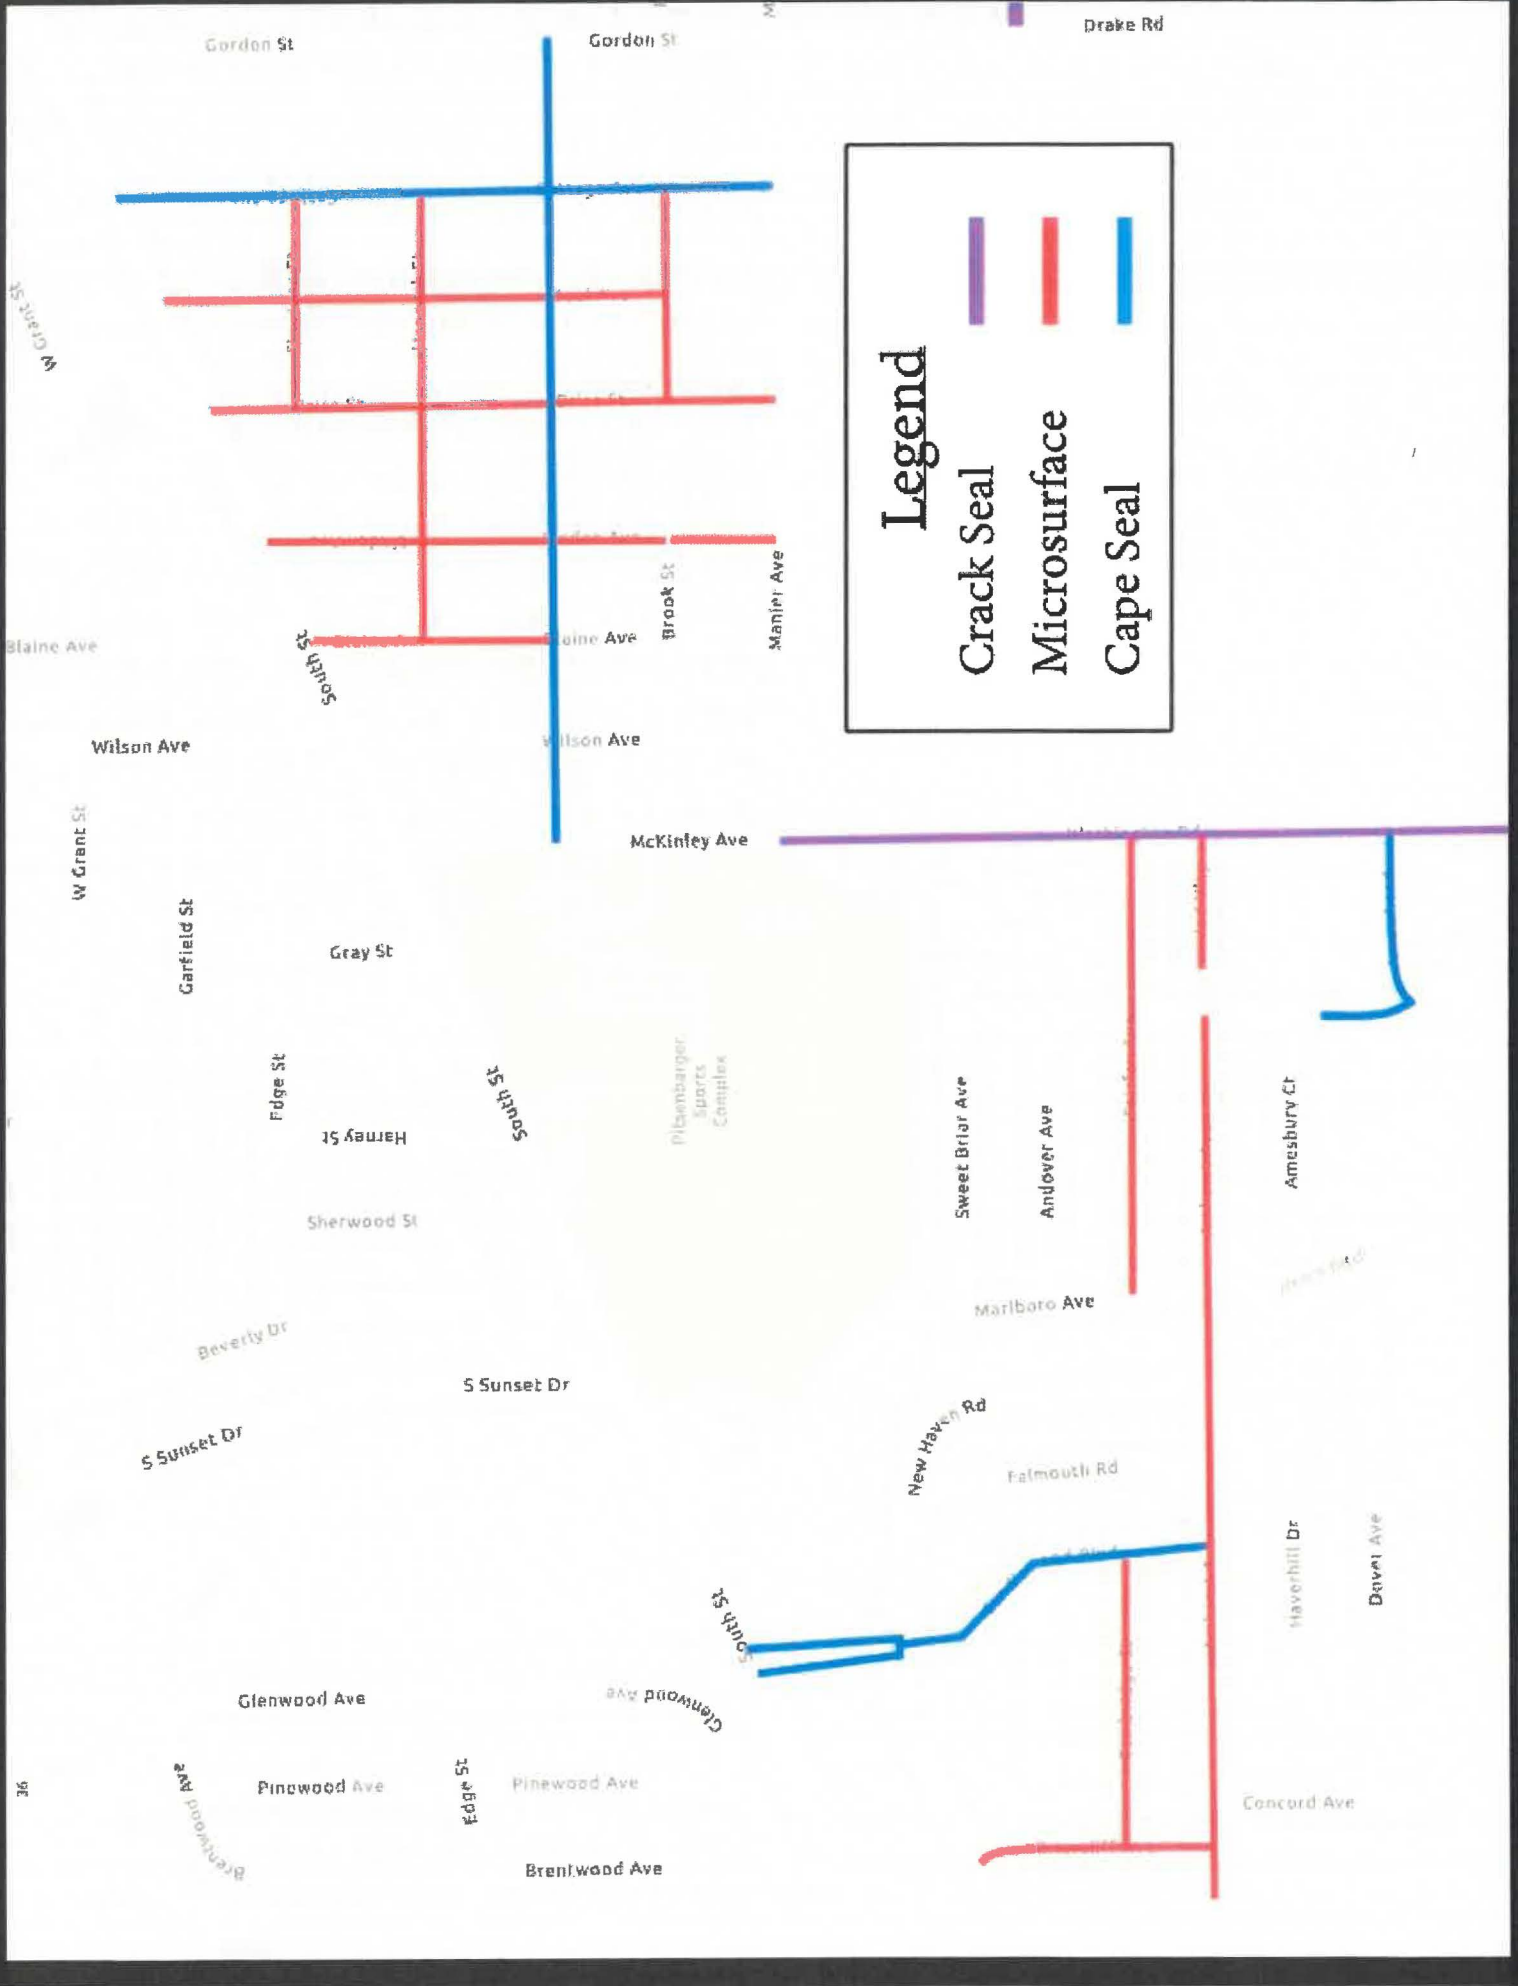 Drake Rd
Gordon St
Gordon St
W Grant St
Legend
Crack Seal
Microsurface
Cape Seal
Blaine Ave
South St
Blaine Ave
Brook St
Manier Ave
Wilson Ave
Wilson Ave
McKinley Ave
W Grant St
Garfield St
Gray St
Edge St
Harney St
South St
Pitsenbarger
Sports
Complex
Sweet Briar Ave
Andover Ave
Amesbury Ct
Sherwood St
Marlboro Ave
Beverly Dr
S Sunset Dr
S Sunset Dr
New Haven Rd
Falmouth Rd
Haverhill Dr
Dover Ave
South St
Glenwood Ave
Glenwood Ave
Brentwood Ave
Pinewood Ave
Edge St
Pinewood Ave
Concord Ave
Brentwood Ave
36